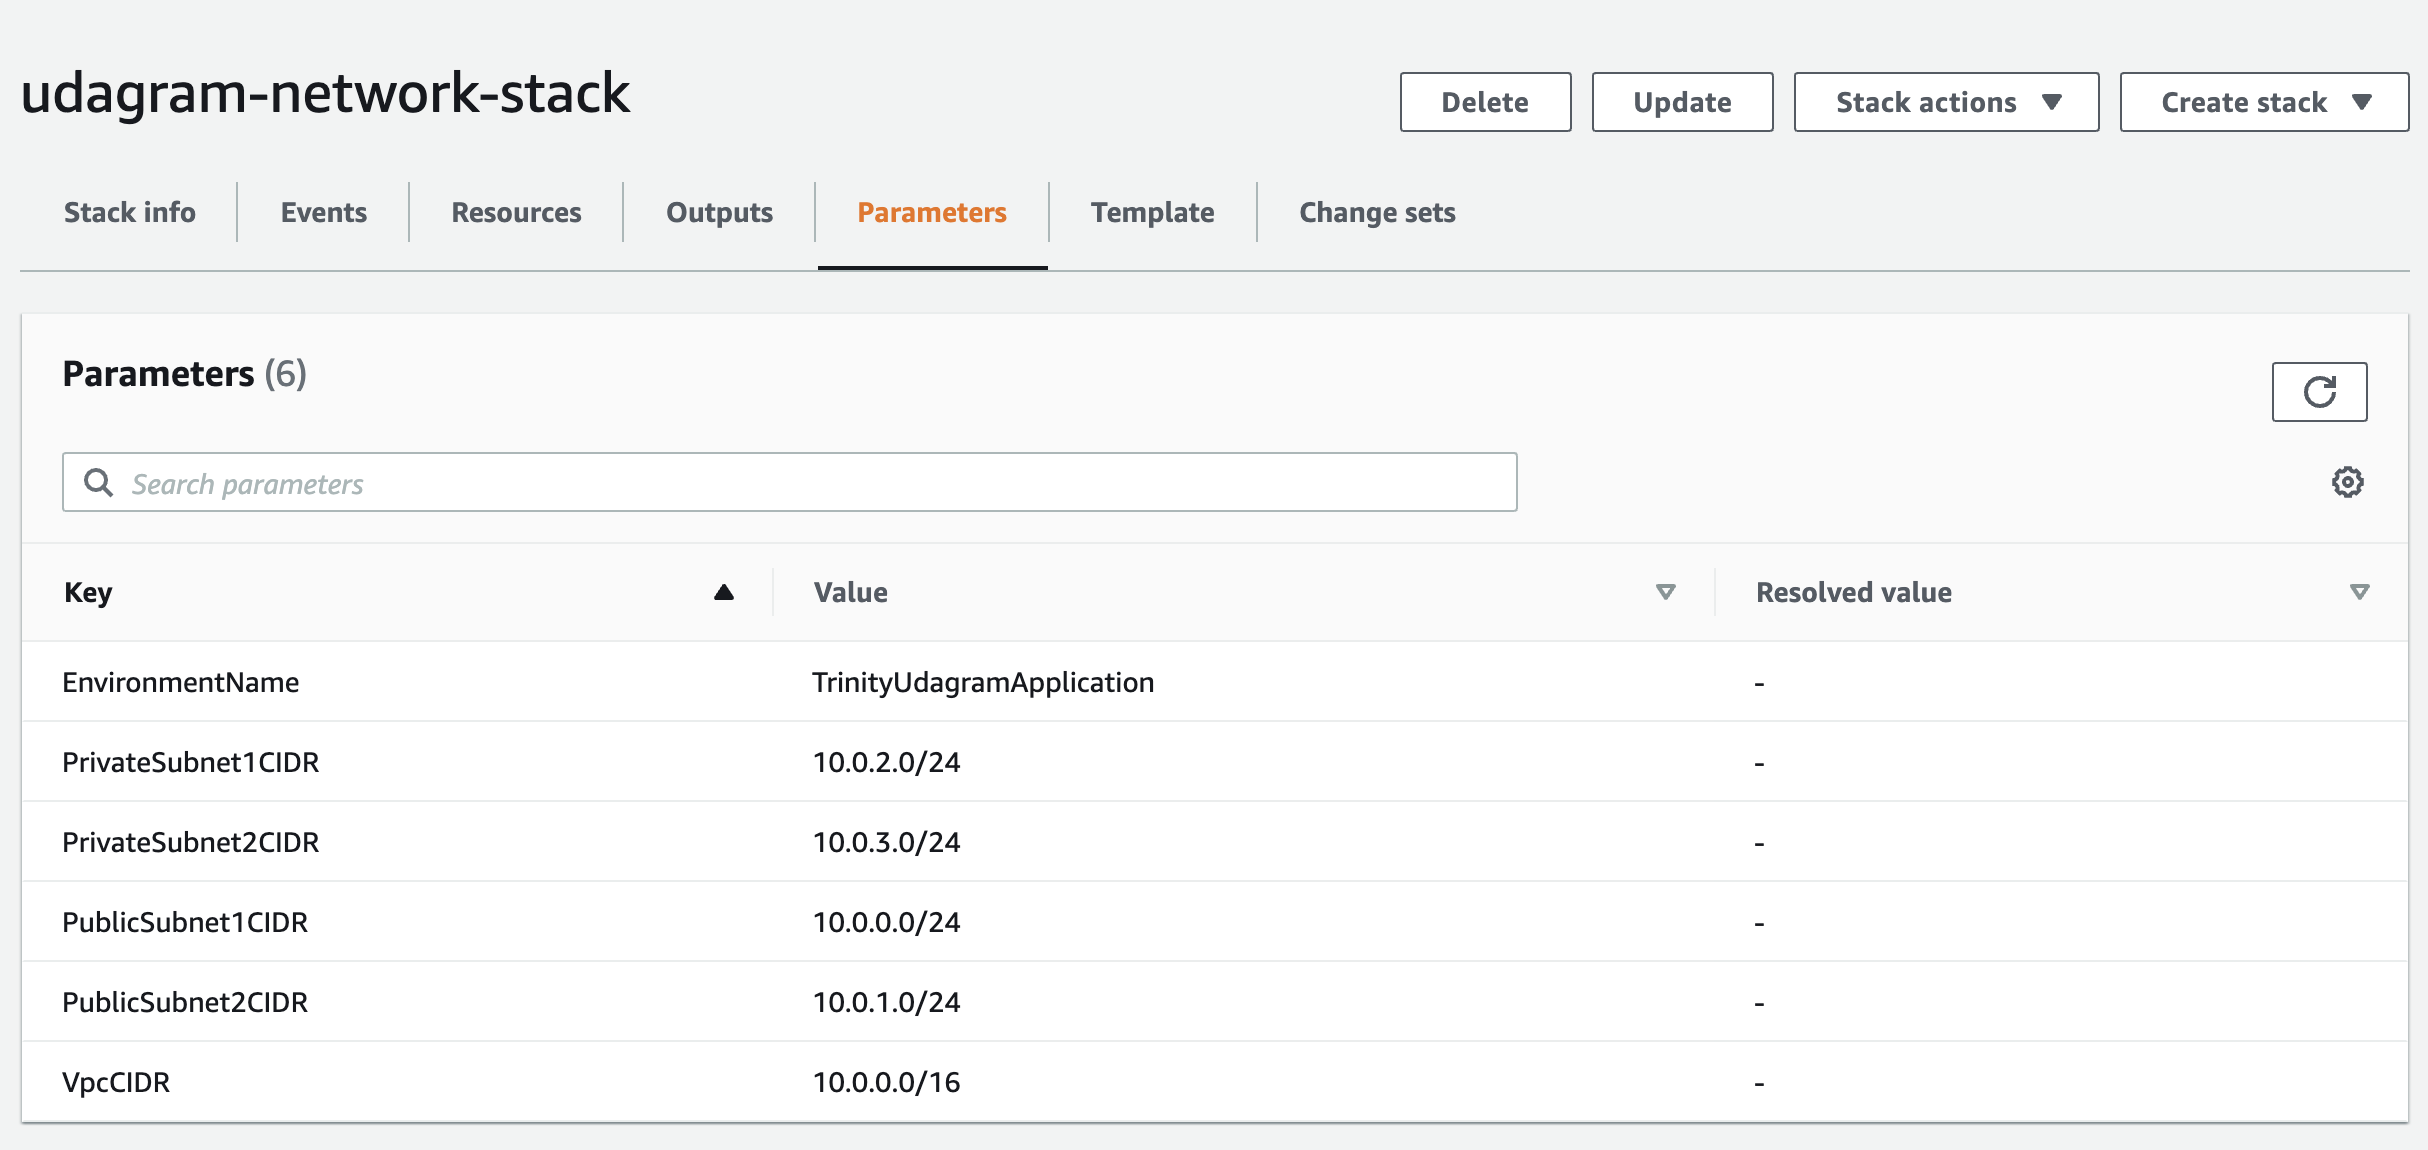 udagram-network-stack
Delete Update Stack actions Create stack
Stack info Events Resources Outputs Parameters Template Change sets
Parameters (6)
Search parameters
Key Value Resolved value
EnvironmentName TrinityUdagramApplication -
PrivateSubnet1CIDR 10.0.2.0/24 -
PrivateSubnet2CIDR 10.0.3.0/24 -
PublicSubnet1CIDR 10.0.0.0/24 -
PublicSubnet2CIDR 10.0.1.0/24 -
VpcCIDR 10.0.0.0/16 -